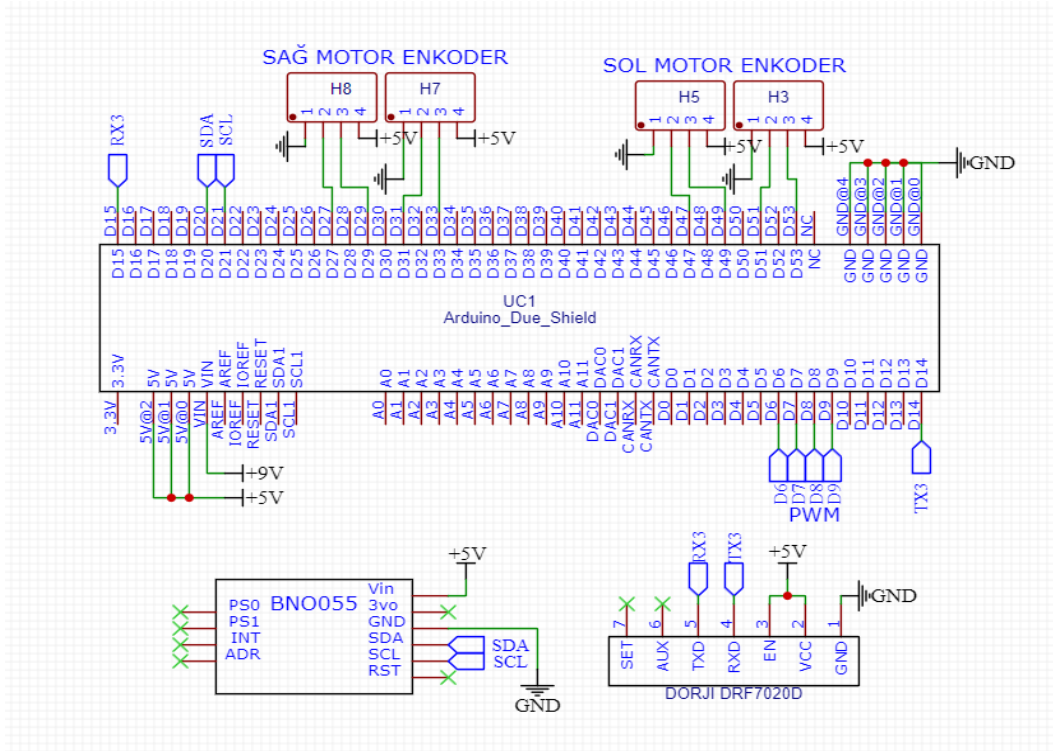 SAĞ MOTOR ENKODER
SOL MOTOR ENKODER
H8
H7
H5
H3
1 2 3 4
1 2 3 4
1 2 3 4
1 2 3 4
+5V
+5V
+5V
+5V
RX3
SDA
SCL
GND
D15 D16 D17 D18 D19 D20 D21 D22 D23 D24 D25 D26 D27 D28 D29 D30 D31 D32 D33 D34 D35 D36 D37 D38 D39 D40 D41 D42 D43 D44 D45 D46 D47 D48 D49 D50 D51 D52 D53 NC GND@4 GND@3 GND@2 GND@1 GND@0
D15 D16 D17 D18 D19 D20 D21 D22 D23 D24 D25 D26 D27 D28 D29 D30 D31 D32 D33 D34 D35 D36 D37 D38 D39 D40 D41 D42 D43 D44 D45 D46 D47 D48 D49 D50 D51 D52 D53 NC GND GND GND GND GND
UC1
Arduino_Due_Shield
3.3V 5V 5V 5V VIN AREF IOREF RESET SDA1 SCL1 A0 A1 A2 A3 A4 A5 A6 A7 A8 A9 A10 A11 DAC0 DAC1 CANRX CANTX D0 D1 D2 D3 D4 D5 D6 D7 D8 D9 D10 D11 D12 D13 D14
3.3V 5V@2 5V@1 5V@0 VIN AREF IOREF RESET SDA1 SCL1 A0 A1 A2 A3 A4 A5 A6 A7 A8 A9 A10 A11 DAC0 DAC1 CANRX CANTX D0 D1 D2 D3 D4 D5 D6 D7 D8 D9 D10 D11 D12 D13 D14
+9V
+5V
D6 D7 D8 D9
PWM
TX3
+5V
BNO055
PS0
PS1
INT
ADR
Vin
3vo
GND
SDA
SCL
RST
SDA
SCL
GND
RX3
TX3
+5V
GND
7 6 5 4 3 2 1
SET AUX TXD RXD EN VCC GND
DORJI DRF7020D